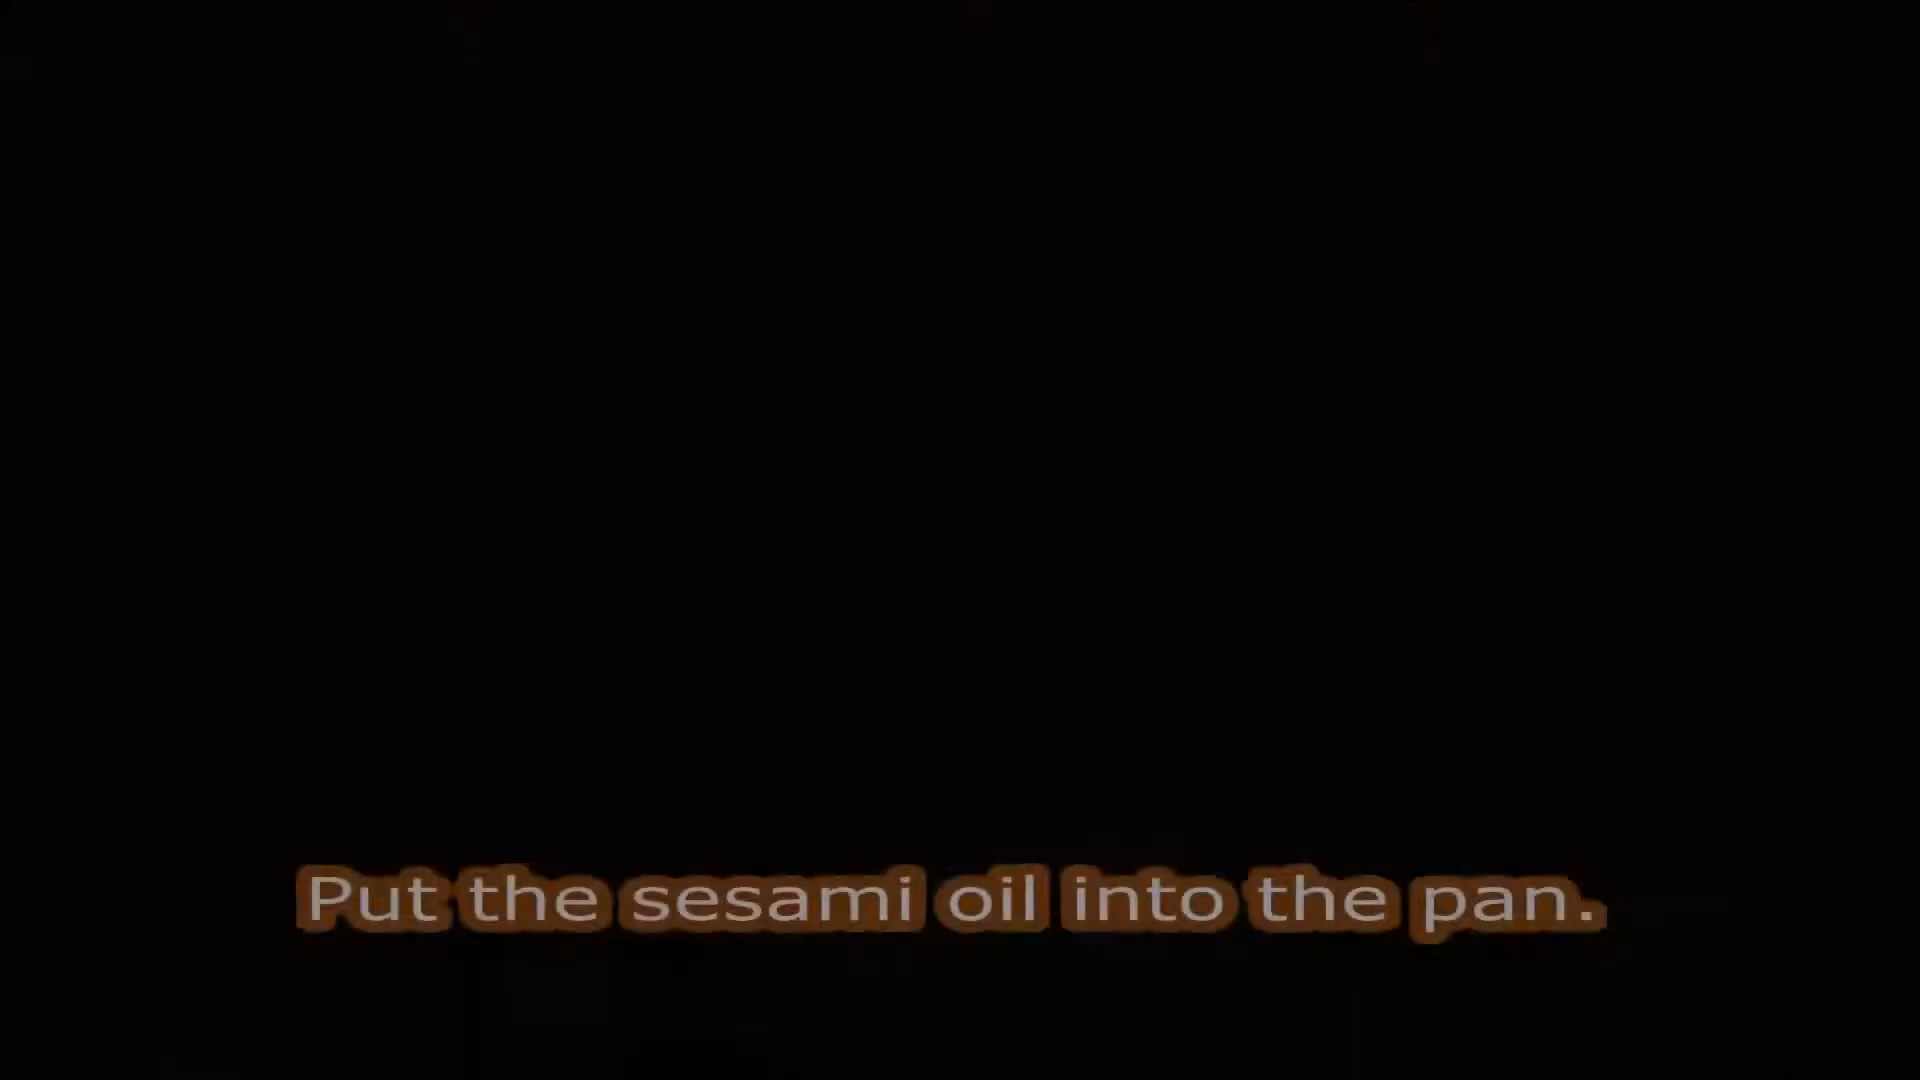 Put the sesami oil into the pan.